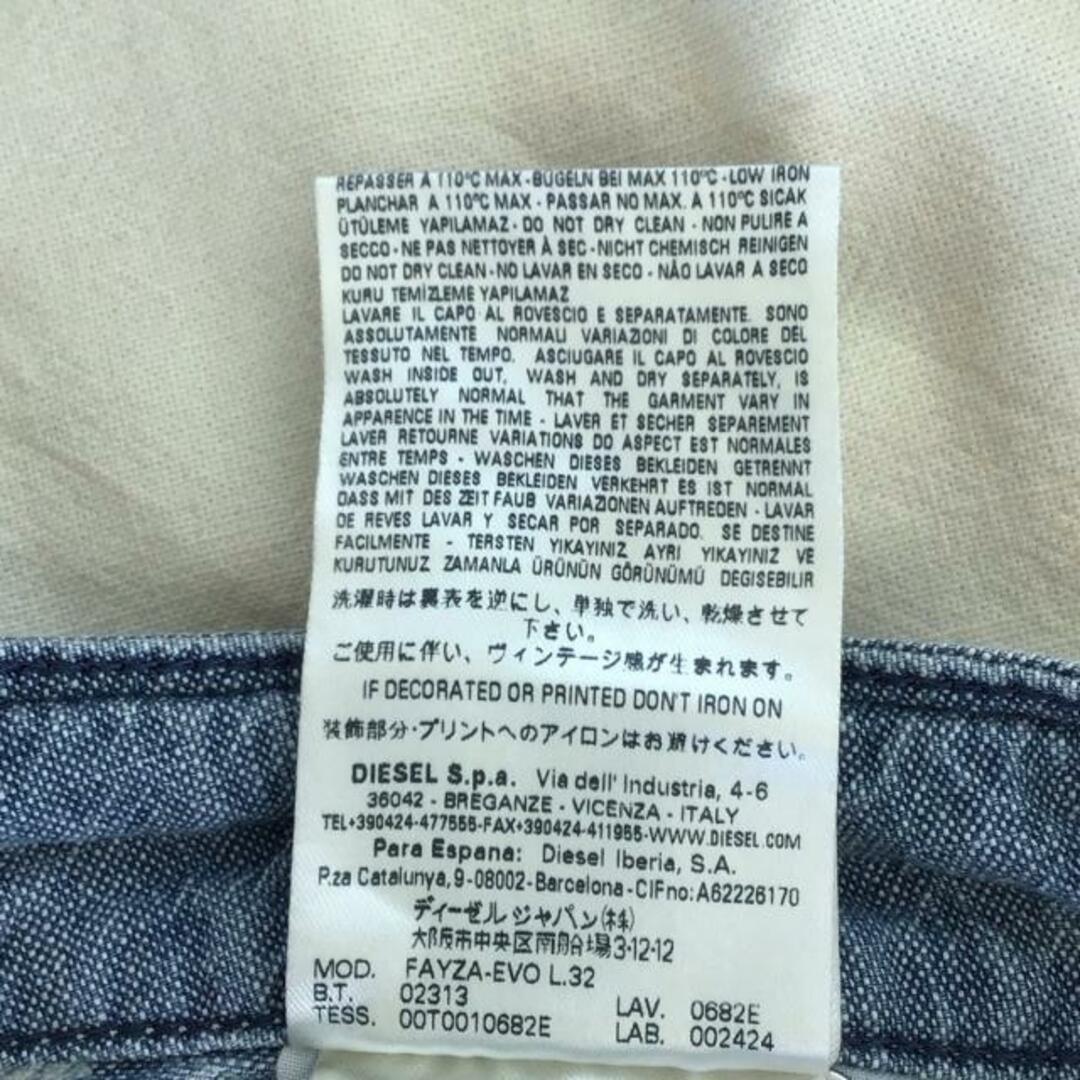 REPASSER A 110°C MAX - BÜGELN BEI MAX 110°C - LOW IRON
PLANCHAR A 110°C MAX - PASSAR NO MAX. A 110°C SICAK
ÜTÜLEME YAPILAMAZ - DO NOT DRY CLEAN - NON PULIRE A
SECCO - NE PAS NETTOYER À SEC - NICHT CHEMISCH REINIGEN
DO NOT DRY CLEAN - NO LAVAR EN SECO - NÃO LAVAR A SECO
KURU TEMİZLEME YAPILAMAZ
LAVARE IL CAPO AL ROVESCIO E SEPARATAMENTE. SONO
ASSOLUTAMENTE NORMALI VARIAZIONI DI COLORE DEL
TESSUTO NEL TEMPO. ASCIUGARE IL CAPO AL ROVESCIO
WASH INSIDE OUT, WASH AND DRY SEPARATELY, IS
ABSOLUTELY NORMAL THAT THE GARMENT VARY IN
APPARENCE IN THE TIME - LAVER ET SECHER SEPAREMENT
LAVER RETOURNE VARIATIONS DO ASPECT EST NORMALES
ENTRE TEMPS - WASCHEN DIESES BEKLEIDEN GETRENNT
WASCHEN DIESES BEKLEIDEN VERKEHRT ES IST NORMAL
DASS MIT DES ZEIT FAUB VARIAZIONEN AUFTREDEN - LAVAR
DE REVES LAVAR Y SECAR POR SEPARADO. SE DESTINE
FACILMENTE - TERSTEN YIKAYINIZ AYRI YIKAYINIZ VE
KURUTUNUZ ZAMANLA ÜRÜNÜN GÖRÜNÜMÜ DEGISEBILIR
洗濯時は裏表を逆にし、単独で洗い、乾燥させて
下さい。
ご使用に伴い、ヴィンテージ感が生まれます。
IF DECORATED OR PRINTED DON'T IRON ON
装飾部分・プリントへのアイロンはお避けください。
DIESEL S.p.a. Via dell' Industria, 4-6
36042 - BREGANZE - VICENZA - ITALY
TEL+390424-477555-FAX+390424-411955-WWW.DIESEL.COM
Para Espana: Diesel Iberia, S.A.
P.za Catalunya, 9-08002-Barcelona-CIF no: A62226170
ディーゼルジャパン(株)
大阪市中央区南船場3-12-12
MOD. FAYZA-EVO L.32
B.T. 02313 LAV. 0682E
TESS. 00T0010682E LAB. 002424